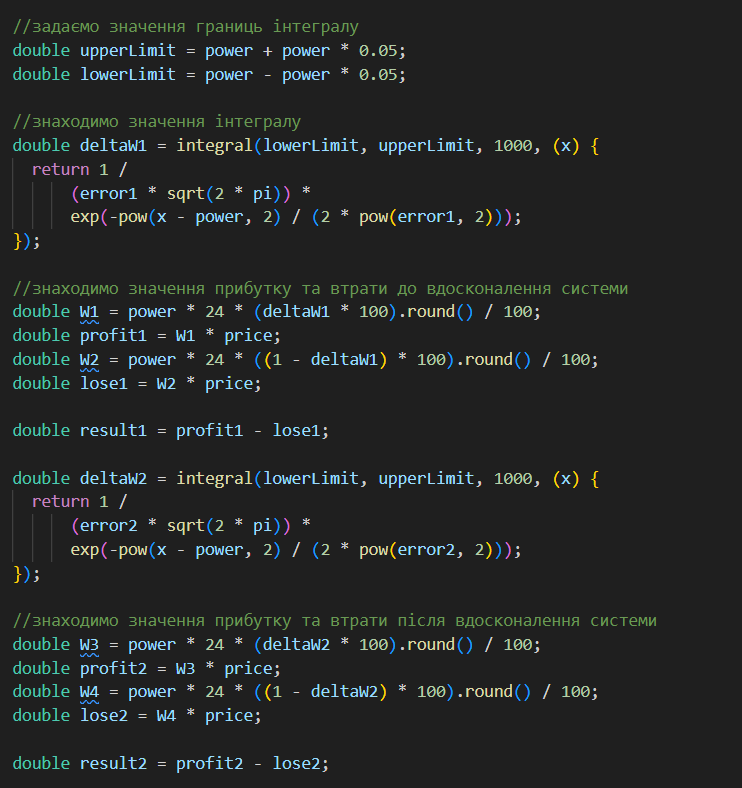 //задаємо значення границь інтегралу
double upperLimit = power + power * 0.05;
double lowerLimit = power - power * 0.05;

//знаходимо значення інтегралу
double deltaW1 = integral(lowerLimit, upperLimit, 1000, (x) {
  return 1 /
      (error1 * sqrt(2 * pi)) *
      exp(-pow(x - power, 2) / (2 * pow(error1, 2)));
});

//знаходимо значення прибутку та втрати до вдосконалення системи
double W1 = power * 24 * (deltaW1 * 100).round() / 100;
double profit1 = W1 * price;
double W2 = power * 24 * ((1 - deltaW1) * 100).round() / 100;
double lose1 = W2 * price;

double result1 = profit1 - lose1;

double deltaW2 = integral(lowerLimit, upperLimit, 1000, (x) {
  return 1 /
      (error2 * sqrt(2 * pi)) *
      exp(-pow(x - power, 2) / (2 * pow(error2, 2)));
});

//знаходимо значення прибутку та втрати після вдосконалення системи
double W3 = power * 24 * (deltaW2 * 100).round() / 100;
double profit2 = W3 * price;
double W4 = power * 24 * ((1 - deltaW2) * 100).round() / 100;
double lose2 = W4 * price;

double result2 = profit2 - lose2;